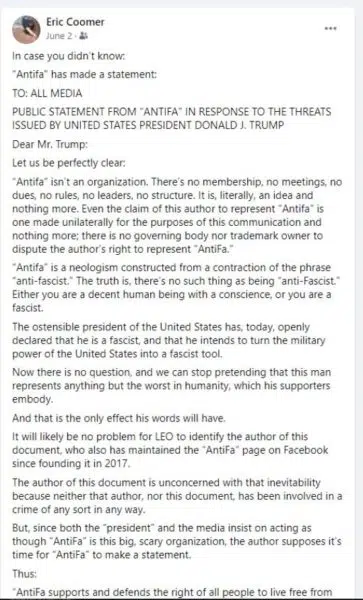 Eric Coomer
June 2 ·
In case you didn't know:
"Antifa" has made a statement:
TO: ALL MEDIA
PUBLIC STATEMENT FROM "ANTIFA" IN RESPONSE TO THE THREATS
ISSUED BY UNITED STATES PRESIDENT DONALD J. TRUMP
Dear Mr. Trump:
Let us be perfectly clear:
"Antifa" isn't an organization. There's no membership, no meetings, no
dues, no rules, no leaders, no structure. It is, literally, an idea and
nothing more. Even the claim of this author to represent "Antifa" is
one made unilaterally for the purposes of this communication and
nothing more; there is no governing body nor trademark owner to
dispute the author's right to represent "AntiFa."
"Antifa" is a neologism constructed from a contraction of the phrase
"anti-fascist." The truth is, there's no such thing as being "anti-Fascist."
Either you are a decent human being with a conscience, or you are a
fascist.
The ostensible president of the United States has, today, openly
declared that he is a fascist, and that he intends to turn the military
power of the United States into a fascist tool.
Now there is no question, and we can stop pretending that this man
represents anything but the worst in humanity, which his supporters
embody.
And that is the only effect his words will have.
It will likely be no problem for LEO to identify the author of this
document, who also has maintained the "AntiFa" page on Facebook
since founding it in 2017.
The author of this document is unconcerned with that inevitability
because neither that author, nor this document, has been involved in a
crime of any sort in any way.
But, since both the "president" and the media insist on acting as
though "AntiFa" is this big, scary organization, the author supposes it's
time for "AntiFa" to make a statement.
Thus:
"AntiFa supports and defends the right of all people to live free from